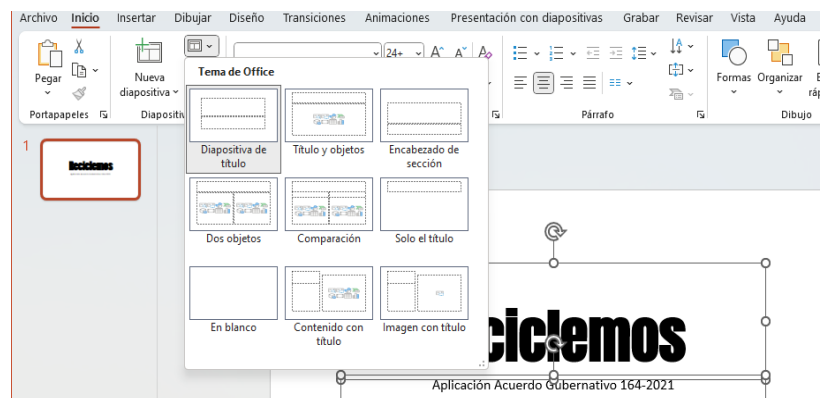 Archivo Inicio Insertar Dibujar Diseño Transiciones Animaciones Presentación con diapositivas Grabar Revisar Vista Ayuda
24+
Pegar
Nueva
diapositiva
Formas Organizar
Portapapeles
Párrafo
Dibujo
Tema de Office
Diapositiva de
título
Título y objetos
Encabezado de
sección
Dos objetos
Comparación
Solo el título
En blanco
Contenido con
título
Imagen con título
1
Reciclemos
Aplicación Acuerdo Gubernativo 164-2021